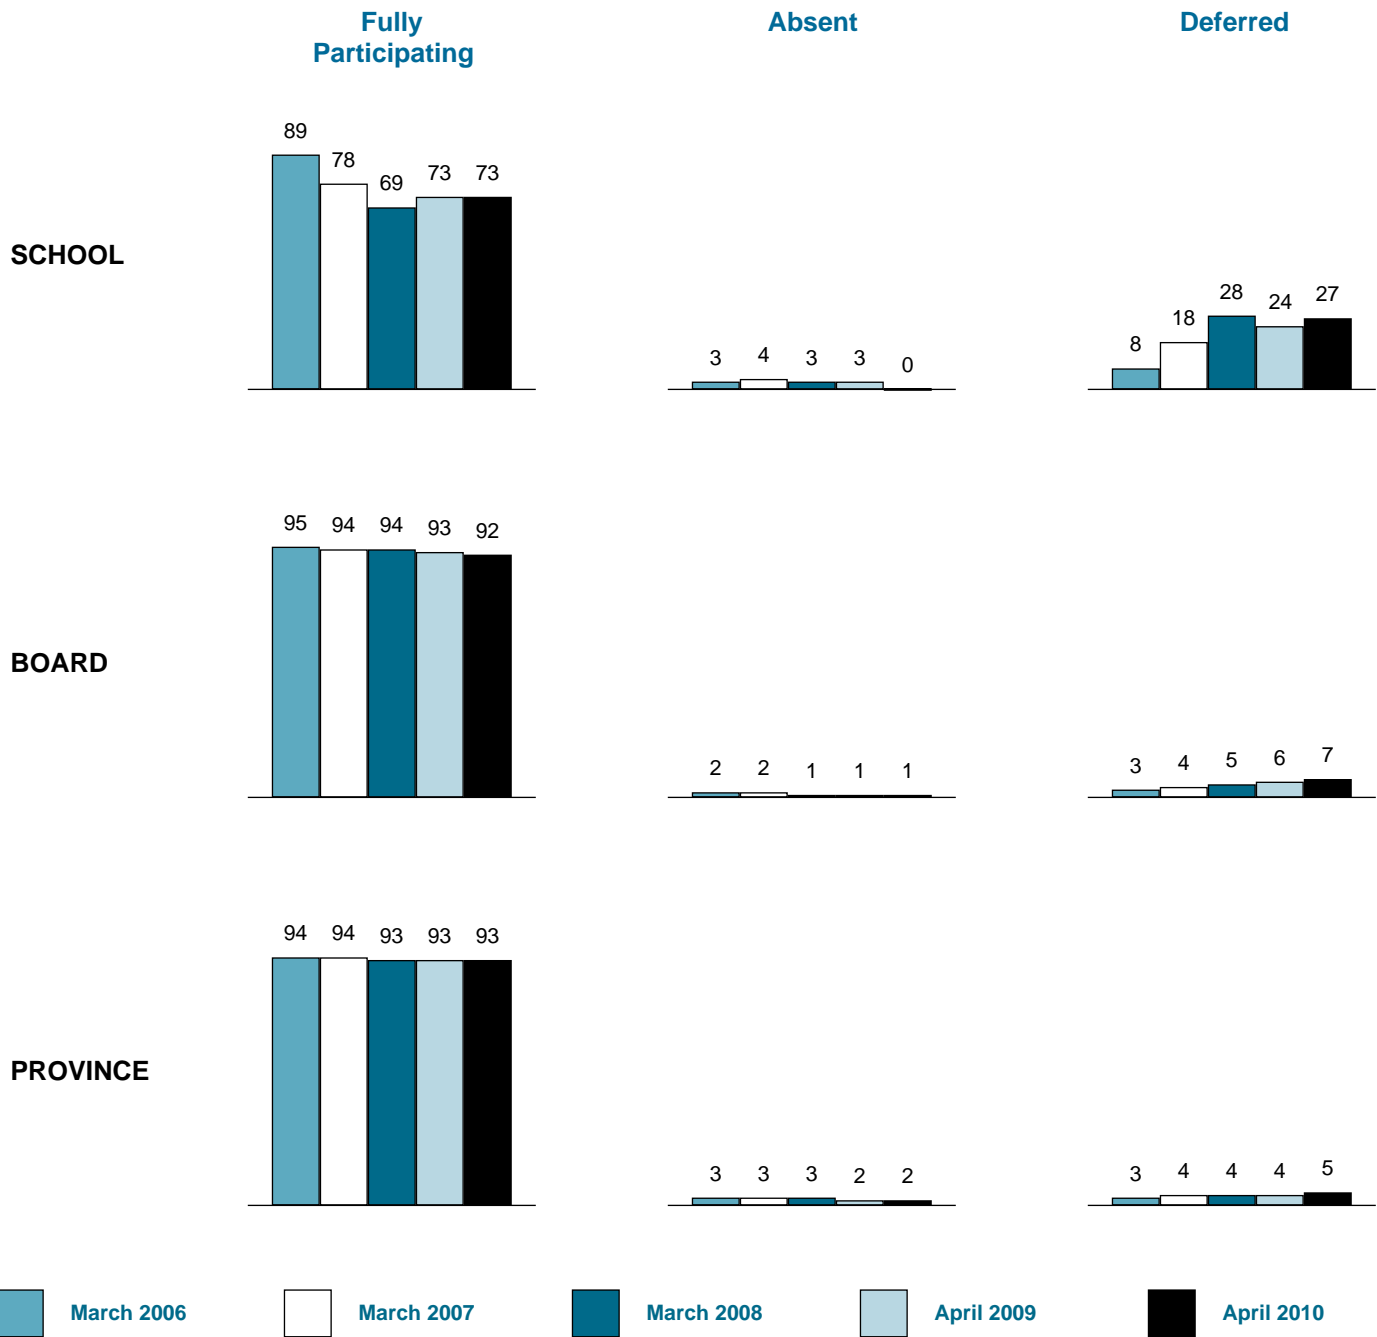 Fully
Participating
Absent
Deferred
SCHOOL
89 78 69 73 73
3 4 3 3 0
8 18 28 24 27
BOARD
95 94 94 93 92
2 2 1 1 1
3 4 5 6 7
PROVINCE
94 94 93 93 93
3 3 3 2 2
3 4 4 4 5
March 2006 March 2007 March 2008 April 2009 April 2010